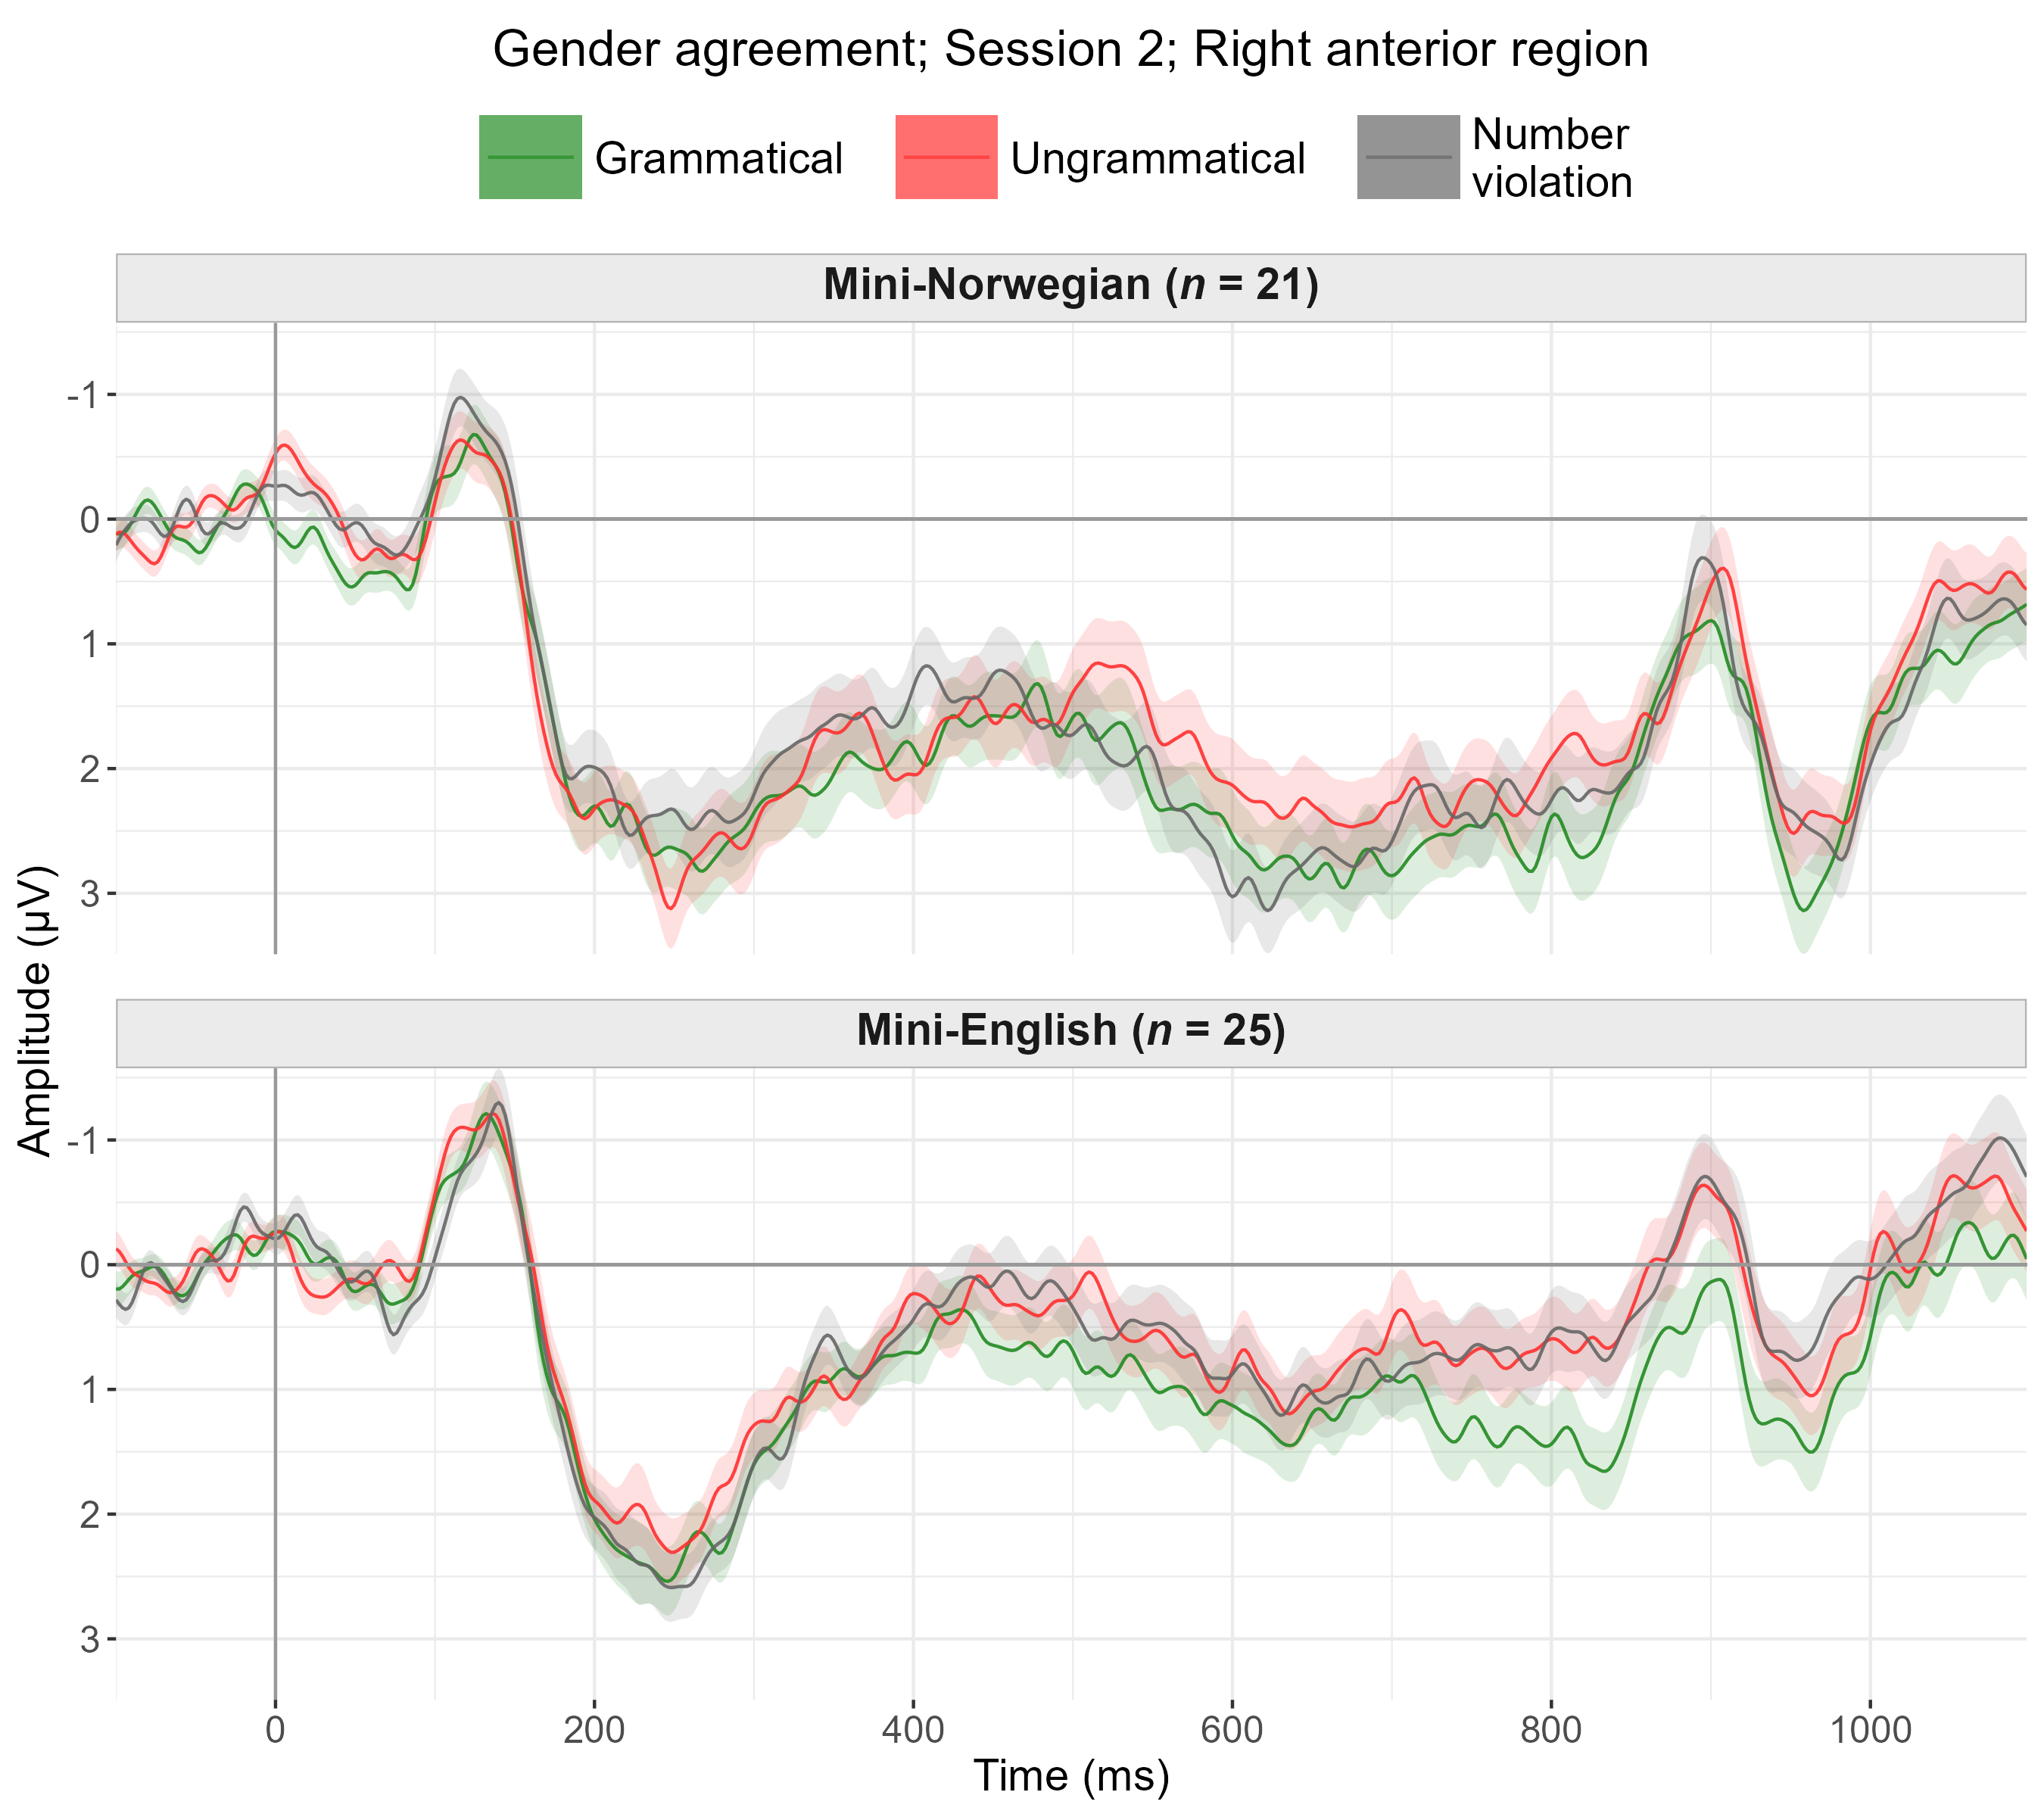 Gender agreement; Session 2; Right anterior region
Grammatical
Ungrammatical
Number
violation
Mini-Norwegian (n = 21)
-1
0
1
2
3
Mini-English (n = 25)
-1
0
1
2
3
Amplitude (µV)
0 200 400 600 800 1000
Time (ms)